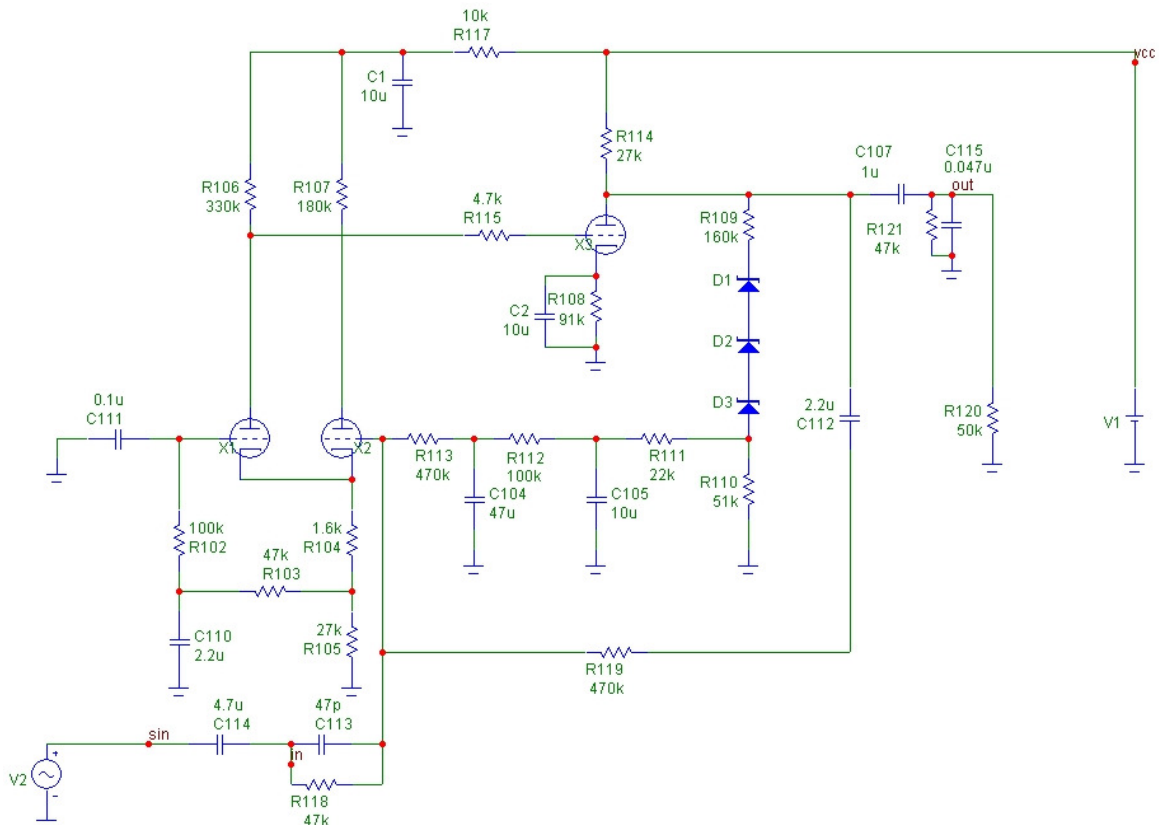 10k
R117
vcc
C1
10u
R114
27k
C107
1u
C115
0.047u
out
R106
330k
R107
180k
4.7k
R115
X3
R109
160k
R121
47k
D1
C2
10u
R108
91k
D2
D3
0.1u
C111
X1
X2
R113
470k
R112
100k
R111
22k
2.2u
C112
R120
50k
V1
C104
47u
C105
10u
R110
51k
100k
R102
1.6k
R104
47k
R103
C110
2.2u
27k
R105
R119
470k
sin
4.7u
C114
47p
C113
in
V2
+
-
R118
47k